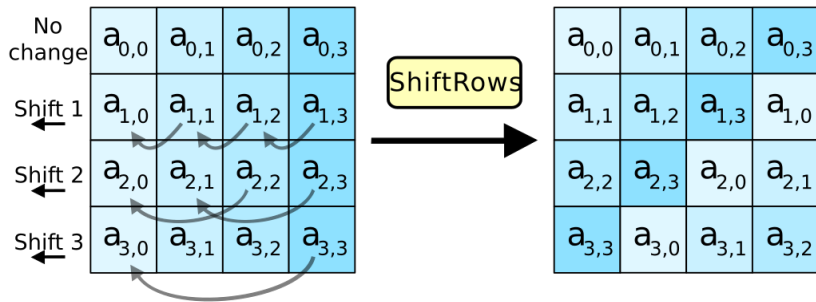 No
change
a0,0 a0,1 a0,2 a0,3
Shift 1
a1,0 a1,1 a1,2 a1,3
Shift 2
a2,0 a2,1 a2,2 a2,3
Shift 3
a3,0 a3,1 a3,2 a3,3
ShiftRows
a0,0 a0,1 a0,2 a0,3
a1,1 a1,2 a1,3 a1,0
a2,2 a2,3 a2,0 a2,1
a3,3 a3,0 a3,1 a3,2